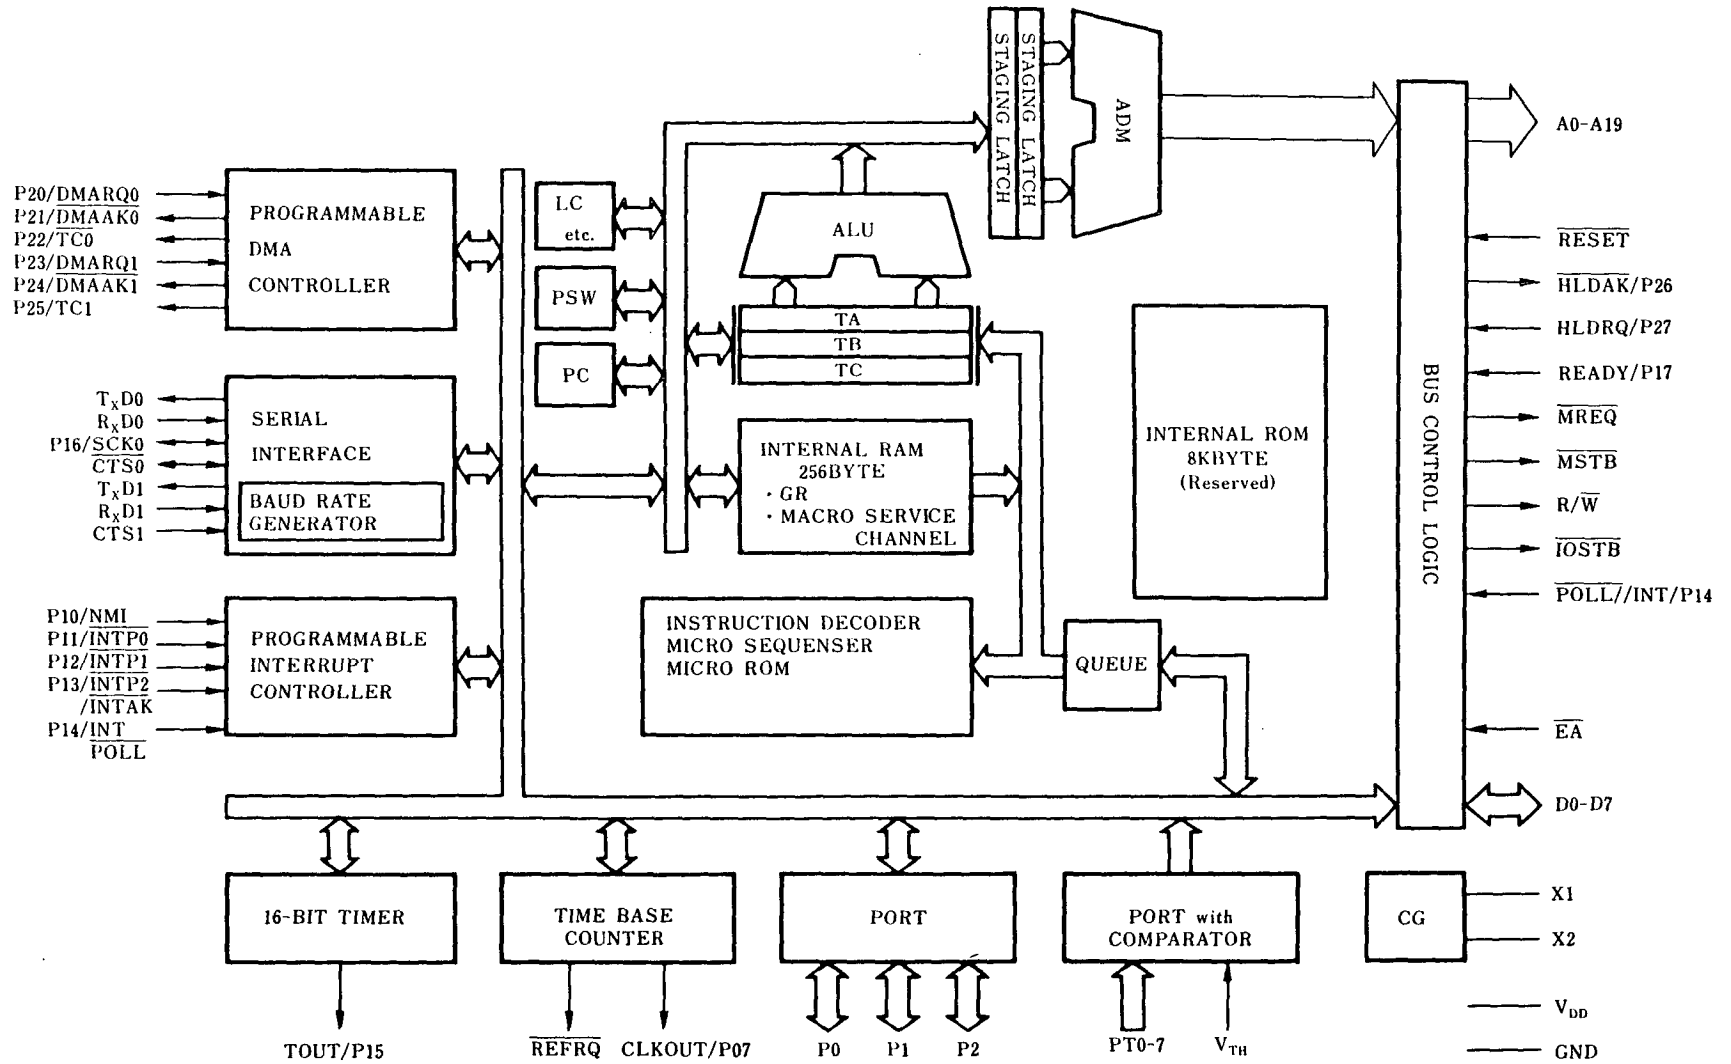 P20/DMARQ0
P21/DMAAK0
P22/TC0
P23/DMARQ1
P24/DMAAK1
P25/TC1
PROGRAMMABLE
DMA
CONTROLLER
TxD0
RxD0
P16/SCK0
CTS0
TxD1
RxD1
CTS1
SERIAL
INTERFACE
BAUD RATE
GENERATOR
P10/NMI
P11/INTP0
P12/INTP1
P13/INTP2
/INTAK
P14/INT
POLL
PROGRAMMABLE
INTERRUPT
CONTROLLER
LC
etc.
PSW
PC
STAGING LATCH
STAGING LATCH
ADM
ALU
TA
TB
TC
INTERNAL RAM
256BYTE
· GR
· MACRO SERVICE
CHANNEL
INSTRUCTION DECODER
MICRO SEQUENSER
MICRO ROM
QUEUE
INTERNAL ROM
8KBYTE
(Reserved)
BUS CONTROL LOGIC
A0-A19
RESET
HLDAK/P26
HLDRQ/P27
READY/P17
MREQ
MSTB
R/W
IOSTB
POLL//INT/P14
EA
D0-D7
16-BIT TIMER
TIME BASE
COUNTER
PORT
PORT with
COMPARATOR
CG
X1
X2
VDD
GND
TOUT/P15
REFRQ
CLKOUT/P07
P0
P1
P2
PT0-7
VTH